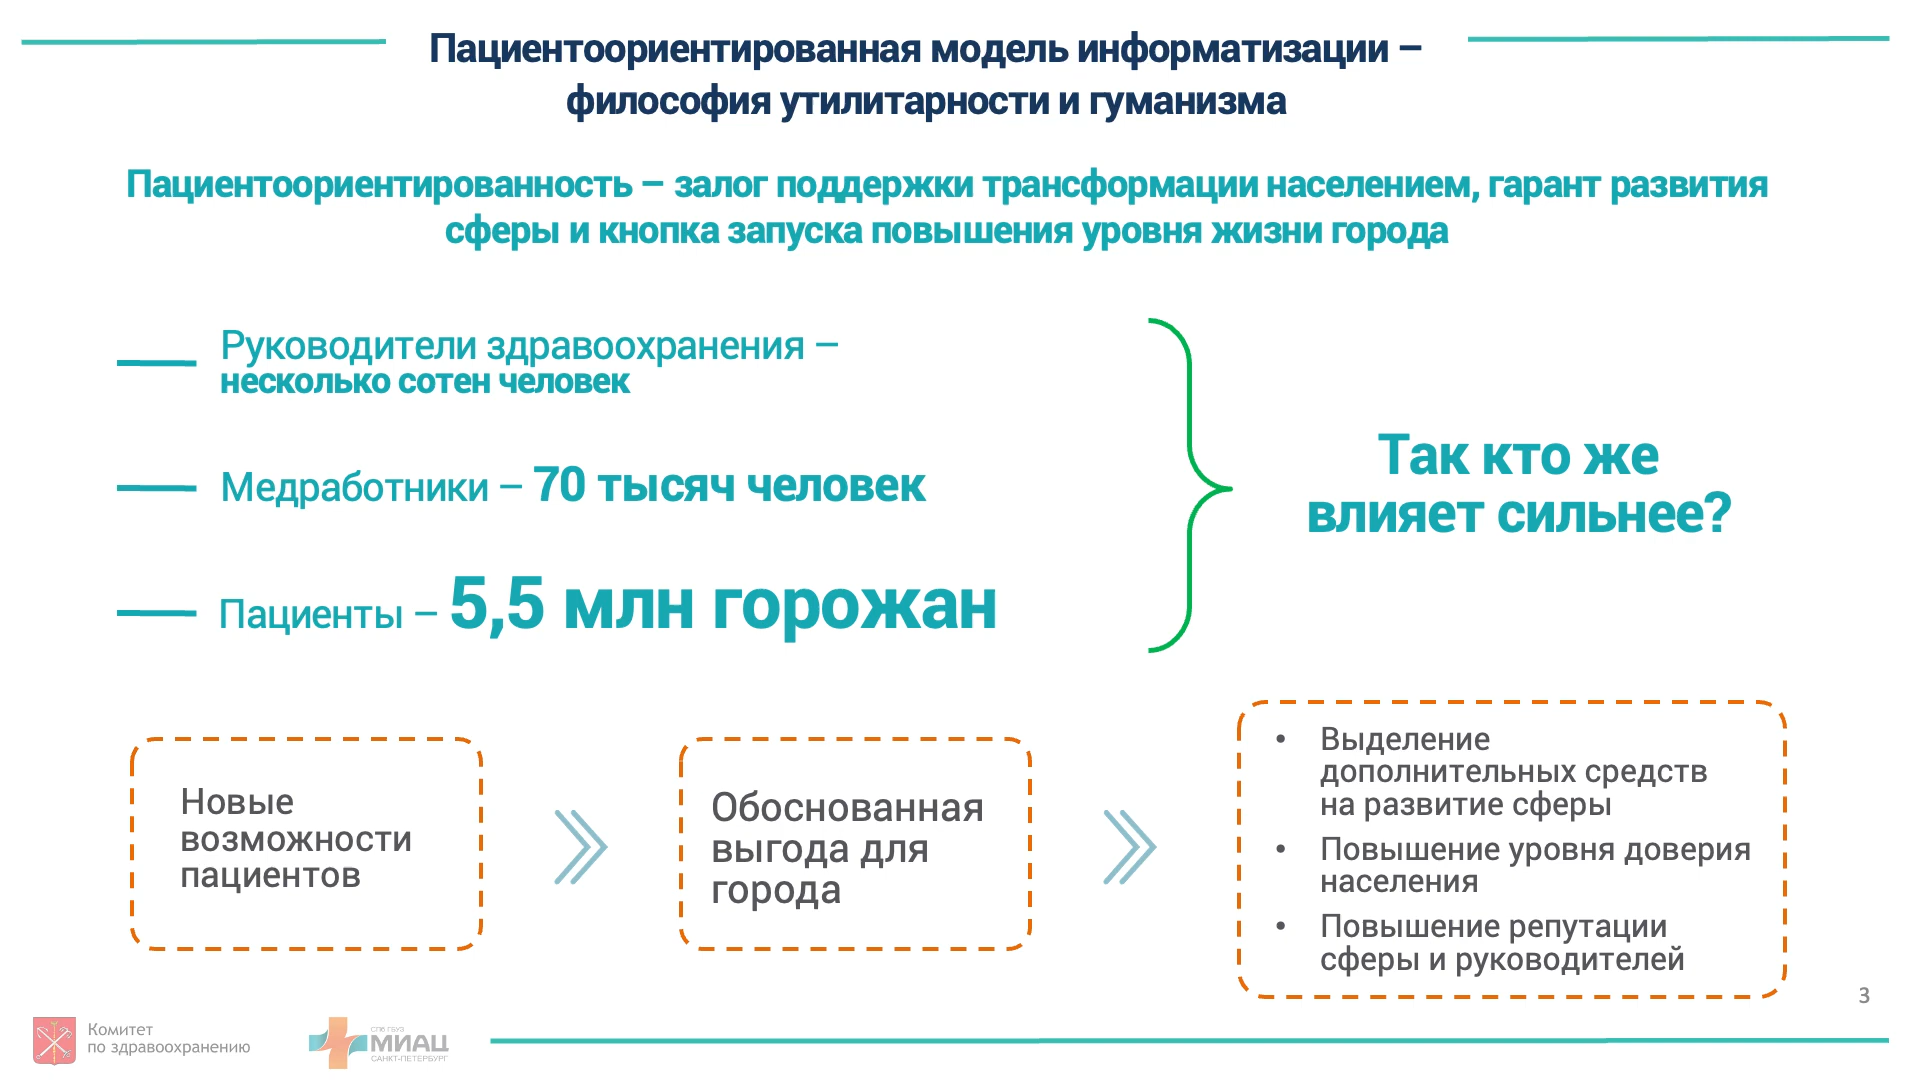 Пациентоориентированная модель информатизации –
философия утилитарности и гуманизма
Пациентоориентированность – залог поддержки трансформации населением, гарант развития
сферы и кнопка запуска повышения уровня жизни города
Руководители здравоохранения –
несколько сотен человек
Медработники – 70 тысяч человек
Пациенты – 5,5 млн горожан
Так кто же
влияет сильнее?
Новые
возможности
пациентов
Обоснованная
выгода для
города
• Выделение
дополнительных средств
на развитие сферы
• Повышение уровня доверия
населения
• Повышение репутации
сферы и руководителей
3
Комитет
по здравоохранению
СПб ГБУЗ
МИАЦ
САНКТ-ПЕТЕРБУРГ